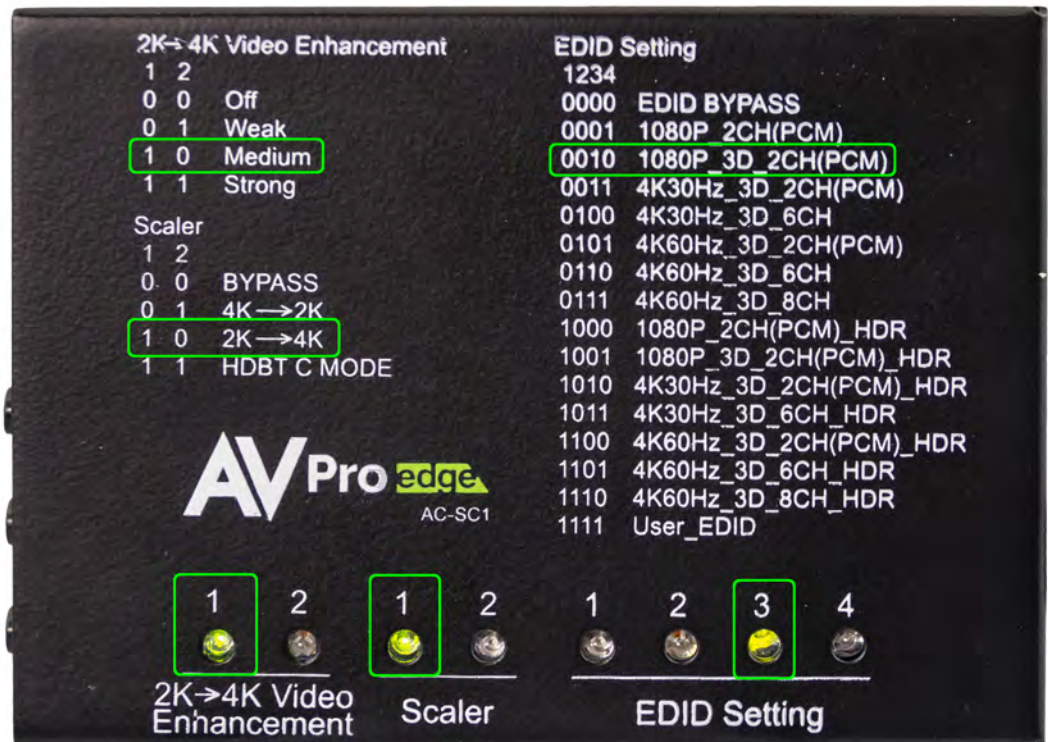 2K⇆4K Video Enhancement
1 2
0 0 Off
0 1 Weak
1 0 Medium
1 1 Strong
Scaler
1 2
0 0 BYPASS
0 1 4K→2K
1 0 2K→4K
1 1 HDBT C MODE
EDID Setting
1234
0000 EDID BYPASS
0001 1080P_2CH(PCM)
0010 1080P_3D_2CH(PCM)
0011 4K30Hz_3D_2CH(PCM)
0100 4K30Hz_3D_6CH
0101 4K60Hz_3D_2CH(PCM)
0110 4K60Hz_3D_6CH
0111 4K60Hz_3D_8CH
1000 1080P_2CH(PCM)_HDR
1001 1080P_3D_2CH(PCM)_HDR
1010 4K30Hz_3D_2CH(PCM)_HDR
1011 4K30Hz_3D_6CH_HDR
1100 4K60Hz_3D_2CH(PCM)_HDR
1101 4K60Hz_3D_6CH_HDR
1110 4K60Hz_3D_8CH_HDR
1111 User_EDID
AVPro edge
AC-SC1
1 2 1 2 1 2 3 4
2K→4K Video
Enhancement
Scaler
EDID Setting